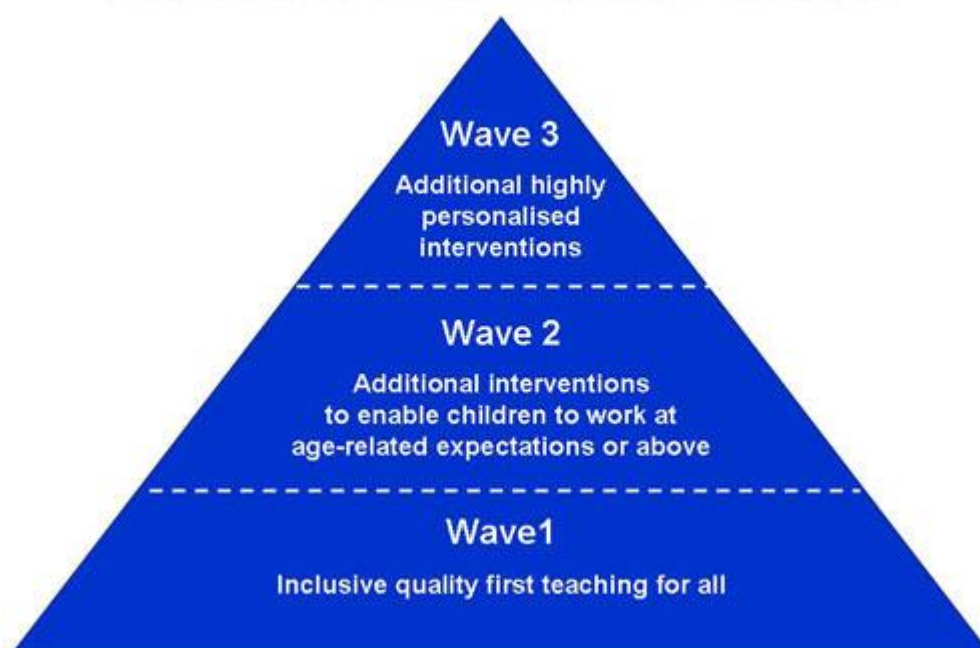 Wave 3
Additional highly
personalised
interventions
Wave 2
Additional interventions
to enable children to work at
age-related expectations or above
Wave1
Inclusive quality first teaching for all